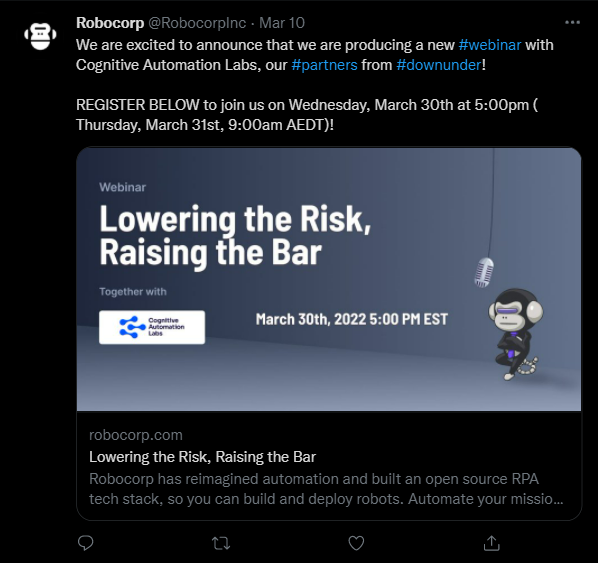 Robocorp @RobocorpInc · Mar 10
We are excited to announce that we are producing a new #webinar with
Cognitive Automation Labs, our #partners from #downunder!
REGISTER BELOW to join us on Wednesday, March 30th at 5:00pm (
Thursday, March 31st, 9:00am AEDT)!
Webinar
Lowering the Risk,
Raising the Bar
Together with
Cognitive
Automation
Labs
March 30th, 2022 5:00 PM EST
robocorp.com
Lowering the Risk, Raising the Bar
Robocorp has reimagined automation and built an open source RPA
tech stack, so you can build and deploy robots. Automate your missio...